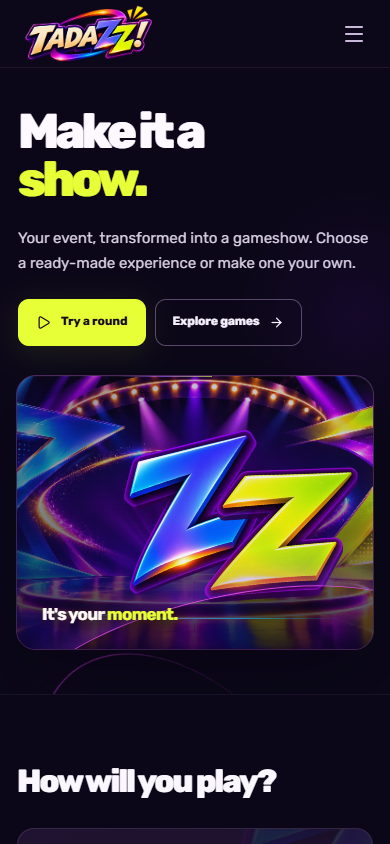 TADAZZ!
Make it a
show.
Your event, transformed into a gameshow. Choose
a ready-made experience or make one your own.
Try a round
Explore games
ZZ
It's your moment.
How will you play?